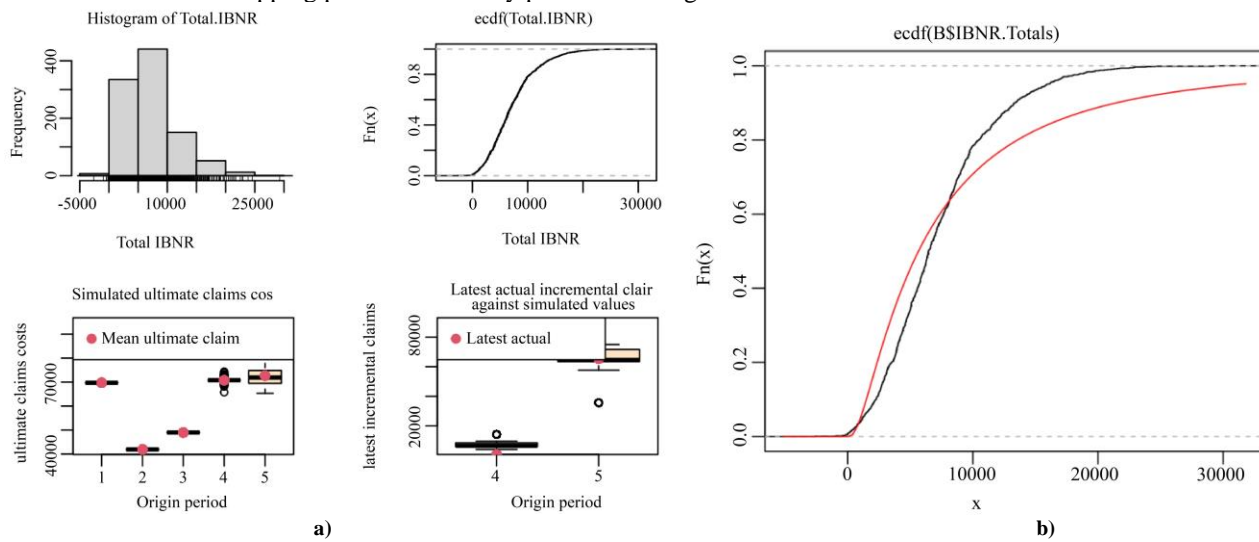 Histogram of Total.IBNR
Frequency
0 200 400
-5000 10000 25000
Total IBNR
ecdf(Total.IBNR)
Fn(x)
0.0 0.4 0.8
0 10000 30000
Total IBNR
Simulated ultimate claims cos
ultimate claims costs
40000 70000
Mean ultimate claim
1 2 3 4 5
Origin period
Latest actual incremental clair
against simulated values
latest incremental claims
20000 80000
Latest actual
4 5
Origin period
a)
ecdf(B$IBNR.Totals)
Fn(x)
0.0 0.2 0.4 0.6 0.8 1.0
0 10000 20000 30000
x
b)